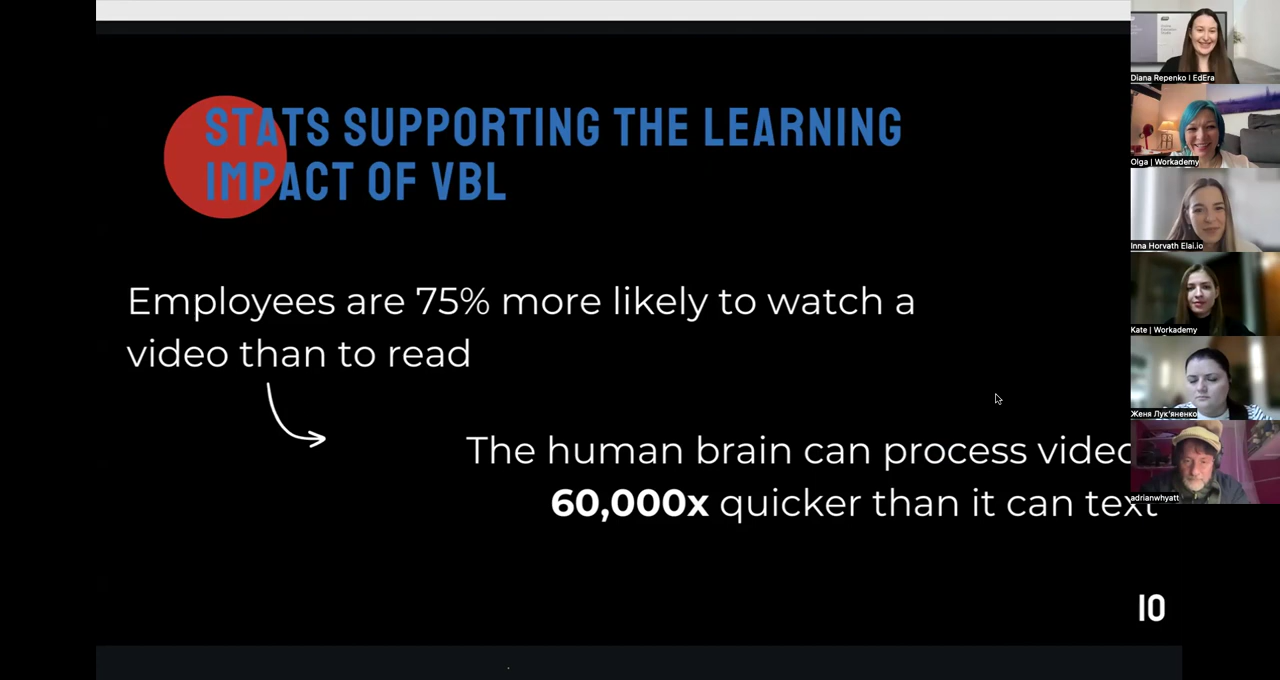 STATS SUPPORTING THE LEARNING
IMPACT OF VBL
Employees are 75% more likely to watch a
video than to read
The human brain can process video
60,000x quicker than it can text
10
Diana Repenko I EdEra
Olga | Workademy
Inna Horvath Elai.io
Kate | Workademy
Женя Лук'яненко
adrianwhyatt